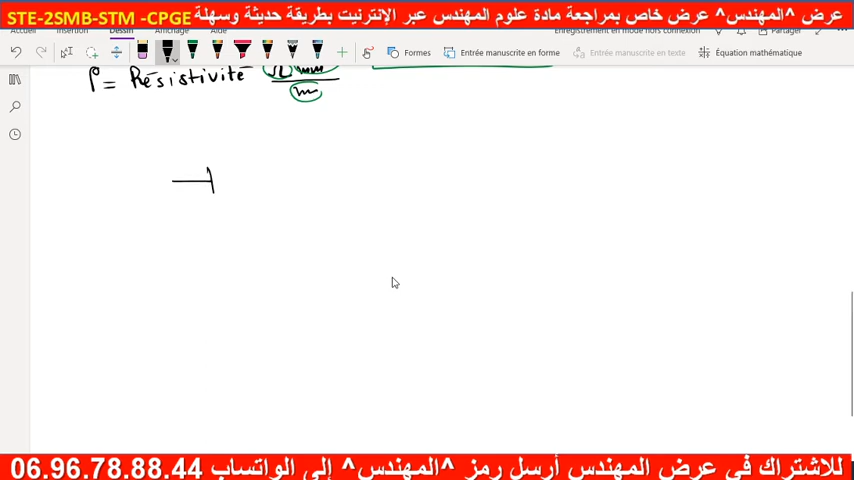 عرض ^المهندس^ عرض خاص بمراجعة مادة علوم المهندس عبر الإنترنيت بطريقة حديثة وسهلة STE-2SMB-STM -CPGE
Accueil Insertion Dessin Affichage Aide Enregistrement en mode hors connexion Partager
Formes Entrée manuscrite en forme Entrée manuscrite en texte Équation mathématique
ρ = Résistivité = Ω mm
m
للاشتراك في عرض المهندس أرسل رمز ^المهندس^ إلى الواتساب 06.96.78.88.44